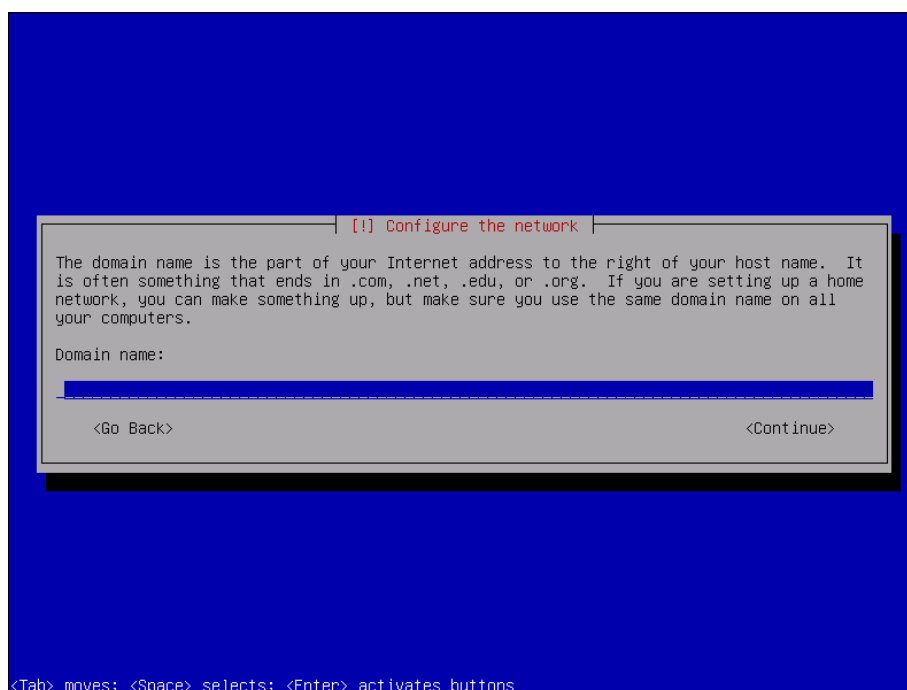 [!] Configure the network
The domain name is the part of your Internet address to the right of your host name.  It
is often something that ends in .com, .net, .edu, or .org.  If you are setting up a home
network, you can make something up, but make sure you use the same domain name on all
your computers.
Domain name:
<Go Back> <Continue>
<Tab> moves; <Space> selects; <Enter> activates buttons